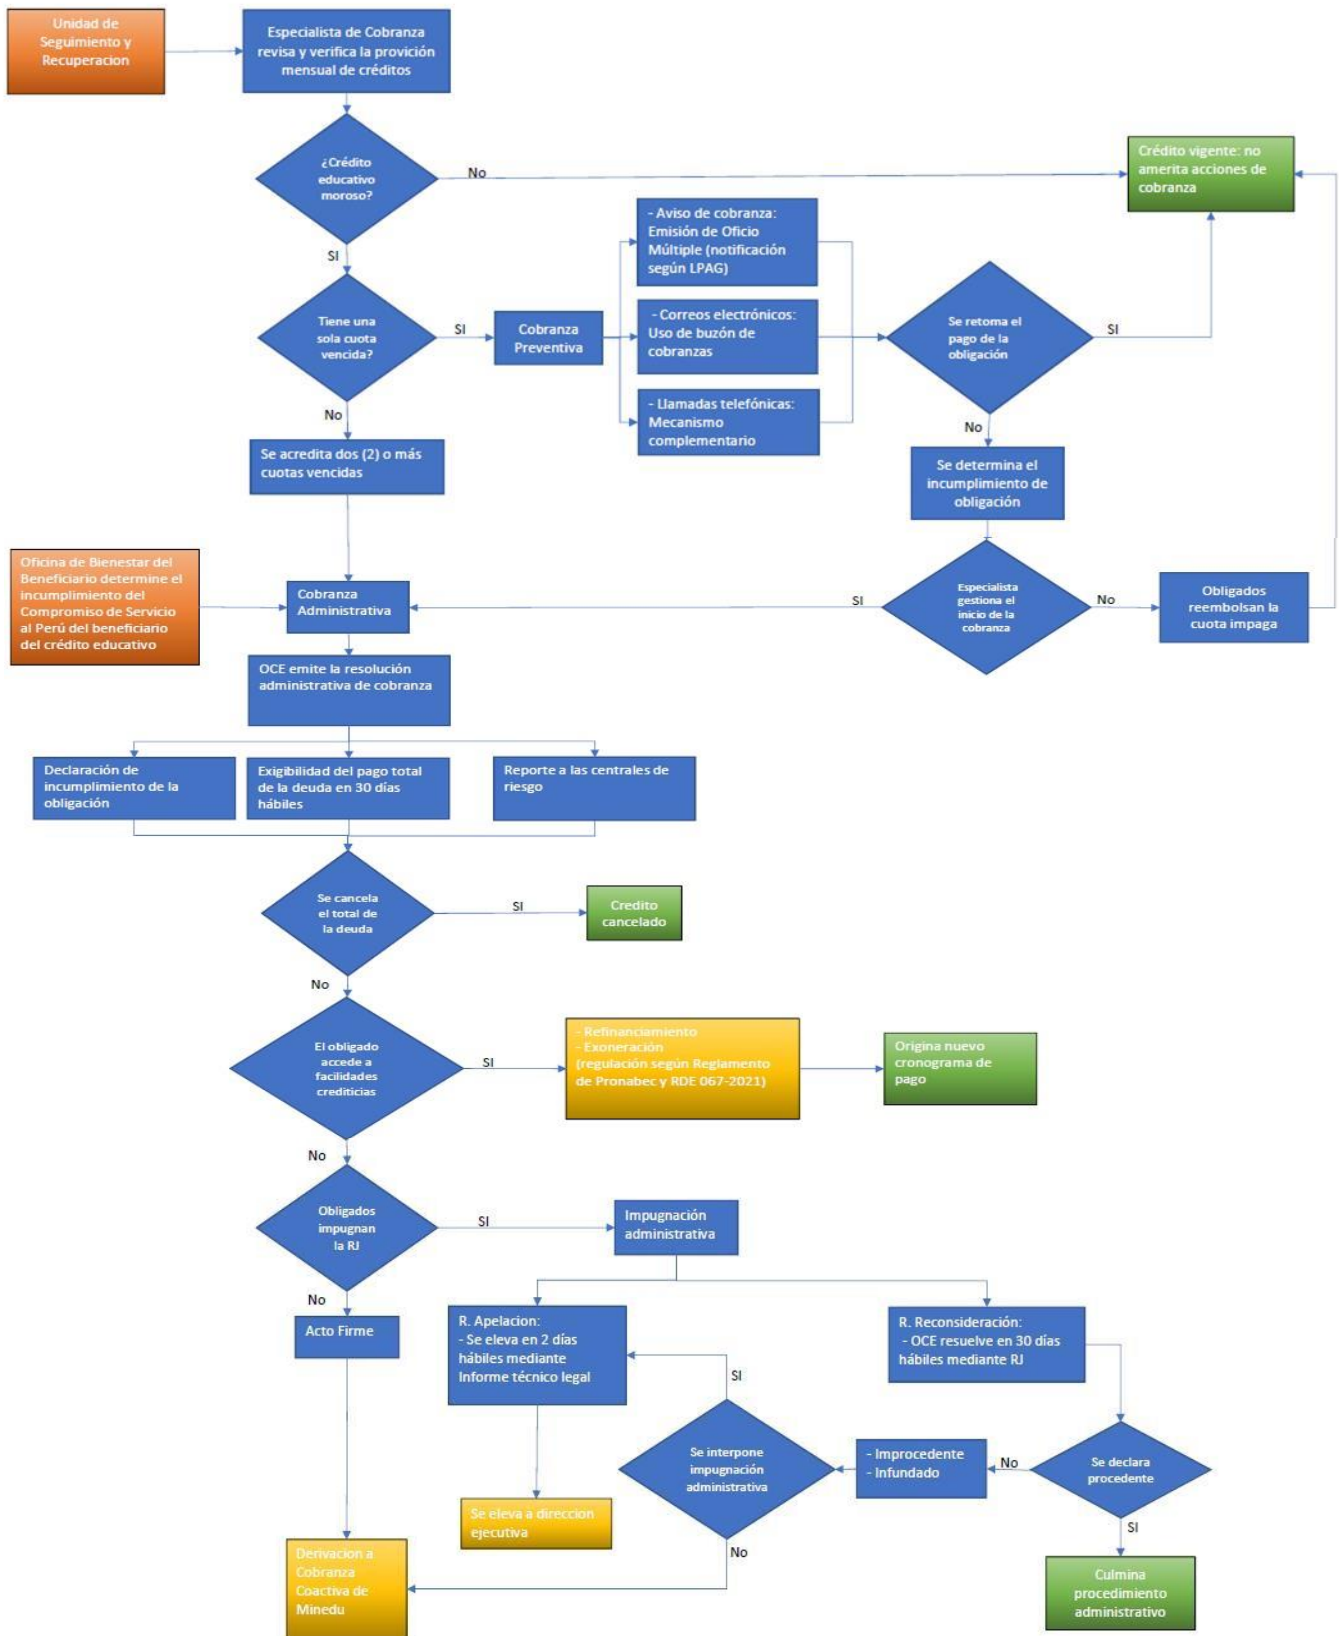 Unidad de
Seguimiento y
Recuperacion
Especialista de Cobranza
revisa y verifica la provición
mensual de créditos
¿Crédito
educativo
moroso?
No
Crédito vigente: no
amerita acciones de
cobranza
SI
- Aviso de cobranza:
Emisión de Oficio
Múltiple (notificación
según LPAG)
Tiene una
sola cuota
vencida?
SI
Cobranza
Preventiva
- Correos electrónicos:
Uso de buzón de
cobranzas
Se retoma el
pago de la
obligación
SI
- Llamadas telefónicas:
Mecanismo
complementario
No
No
Se acredita dos (2) o más
cuotas vencidas
Se determina el
incumplimiento de
obligación
Oficina de Bienestar del
Beneficiario determine el
incumplimiento del
Compromiso de Servicio
al Perú del beneficiario
del crédito educativo
Cobranza
Administrativa
SI
Especialista
gestiona el
inicio de la
cobranza
No
Obligados
reembolsan la
cuota impaga
OCE emite la resolución
administrativa de cobranza
Declaración de
incumplimiento de la
obligación
Exigibilidad del pago total
de la deuda en 30 días
hábiles
Reporte a las centrales de
riesgo
Se cancela
el total de
la deuda
SI
Credito
cancelado
No
El obligado
accede a
facilidades
crediticias
SI
- Refinanciamiento
- Exoneración
(regulación según Reglamento
de Pronabec y RDE 067-2021)
Origina nuevo
cronograma de
pago
No
Obligados
impugnan
la RJ
SI
Impugnación
administrativa
No
Acto Firme
R. Apelacion:
- Se eleva en 2 días
hábiles mediante
Informe técnico legal
R. Reconsideración:
- OCE resuelve en 30 días
hábiles mediante RJ
SI
Se interpone
impugnación
administrativa
- Improcedente
- Infundado
No
Se declara
procedente
Se eleva a direccion
ejecutiva
No
SI
Derivacion a
Cobranza
Coactiva de
Minedu
Culmina
procedimiento
administrativo